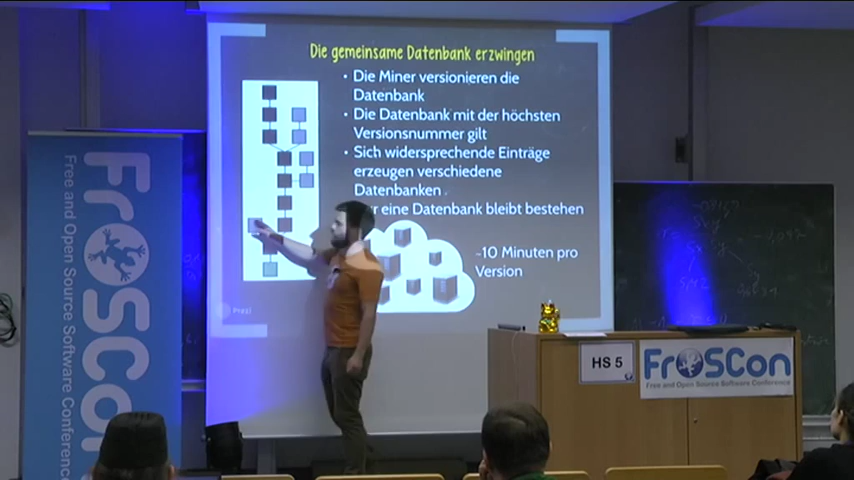 Die gemeinsame Datenbank erzwingen
• Die Miner versionieren die
Datenbank
• Die Datenbank mit der höchsten
Versionsnummer gilt
• Sich widersprechende Einträge
erzeugen verschiedene
Datenbanken
eine Datenbank bleibt bestehen
~10 Minuten pro
Version
Prezi
FrOSCon
Free and Open Source Software Conference
HS 5
FrOSCon
Free and Open Source Software Conference